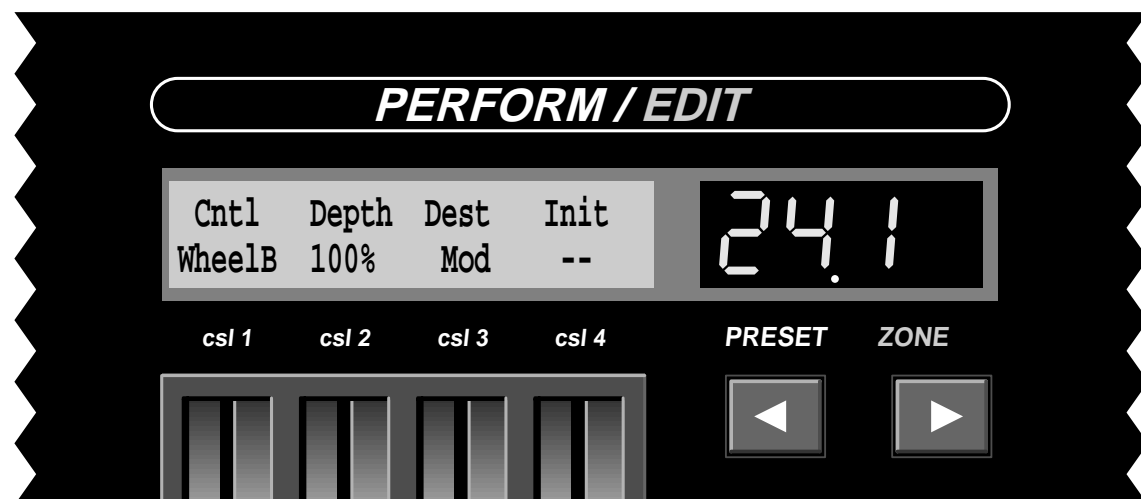 PERFORM / EDIT
Cntl Depth Dest Init
WheelB 100% Mod --
24.1
csl 1 csl 2 csl 3 csl 4
PRESET ZONE